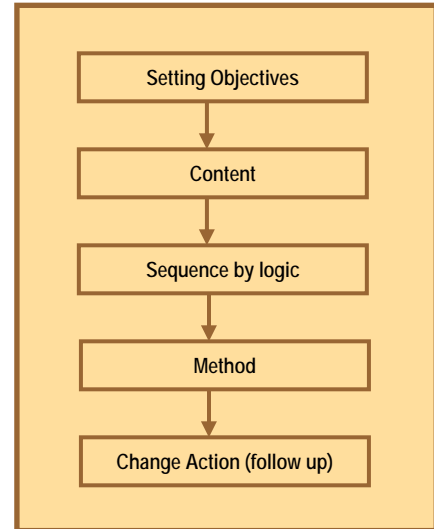 Setting Objectives
Content
Sequence by logic
Method
Change Action (follow up)